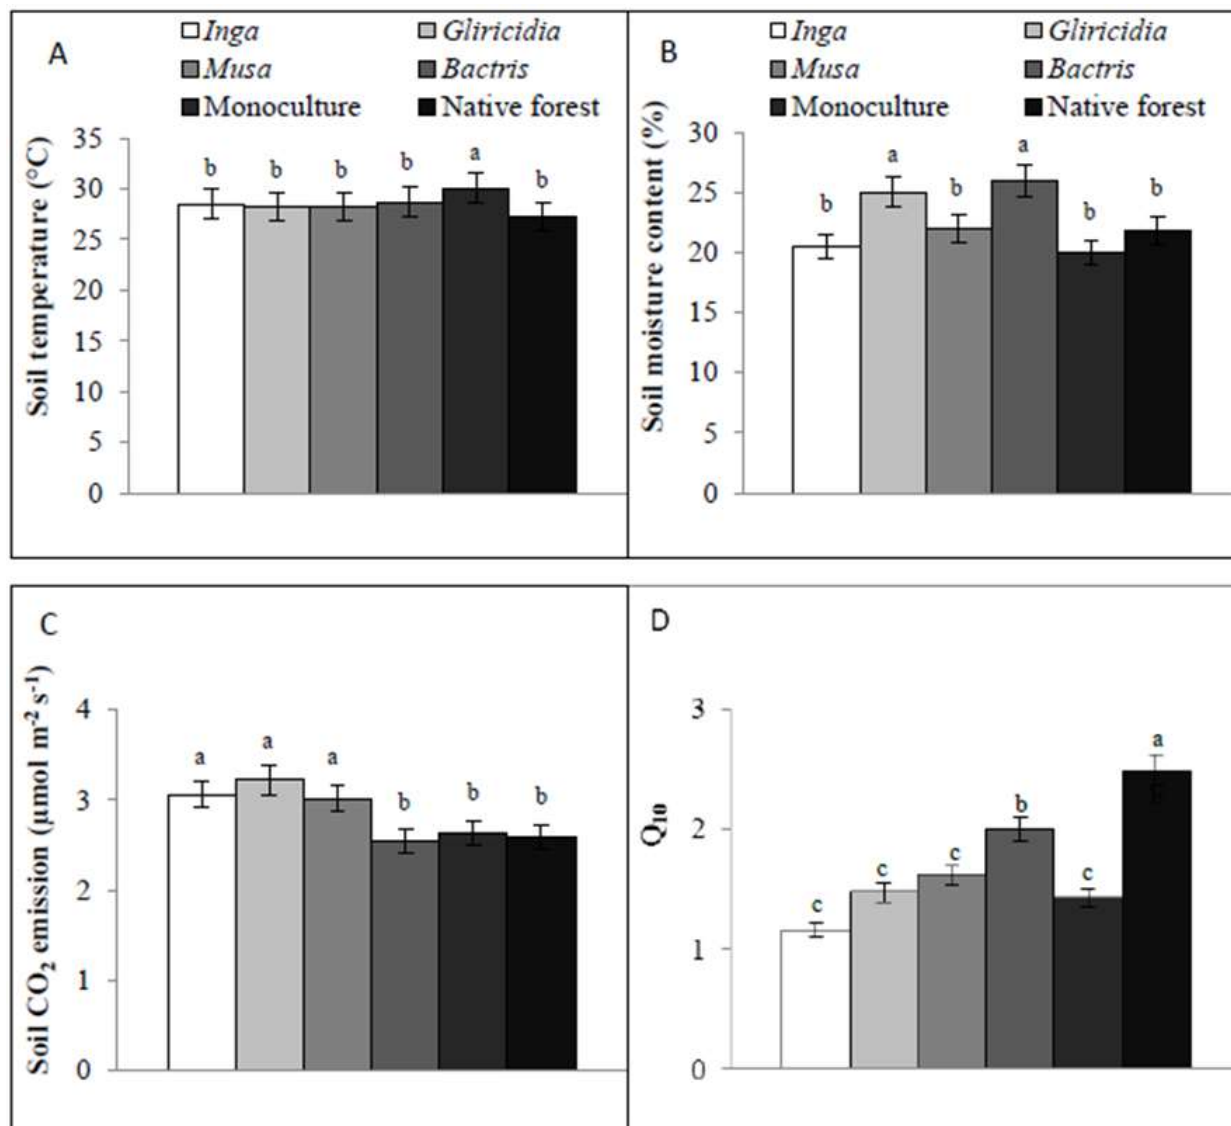 A
Inga Gliricidia
Musa Bactris
Monoculture Native forest
Soil temperature (°C)
35
30
25
20
15
10
5
0
b b b b a b
B
Inga Gliricidia
Musa Bactris
Monoculture Native forest
Soil moisture content (%)
30
25
20
15
10
5
0
b a b a b b
C
Soil CO₂ emission (µmol m⁻² s⁻¹)
4
3
2
1
0
a a a b b b
D
Q₁₀
3
2
1
0
c c c b c a